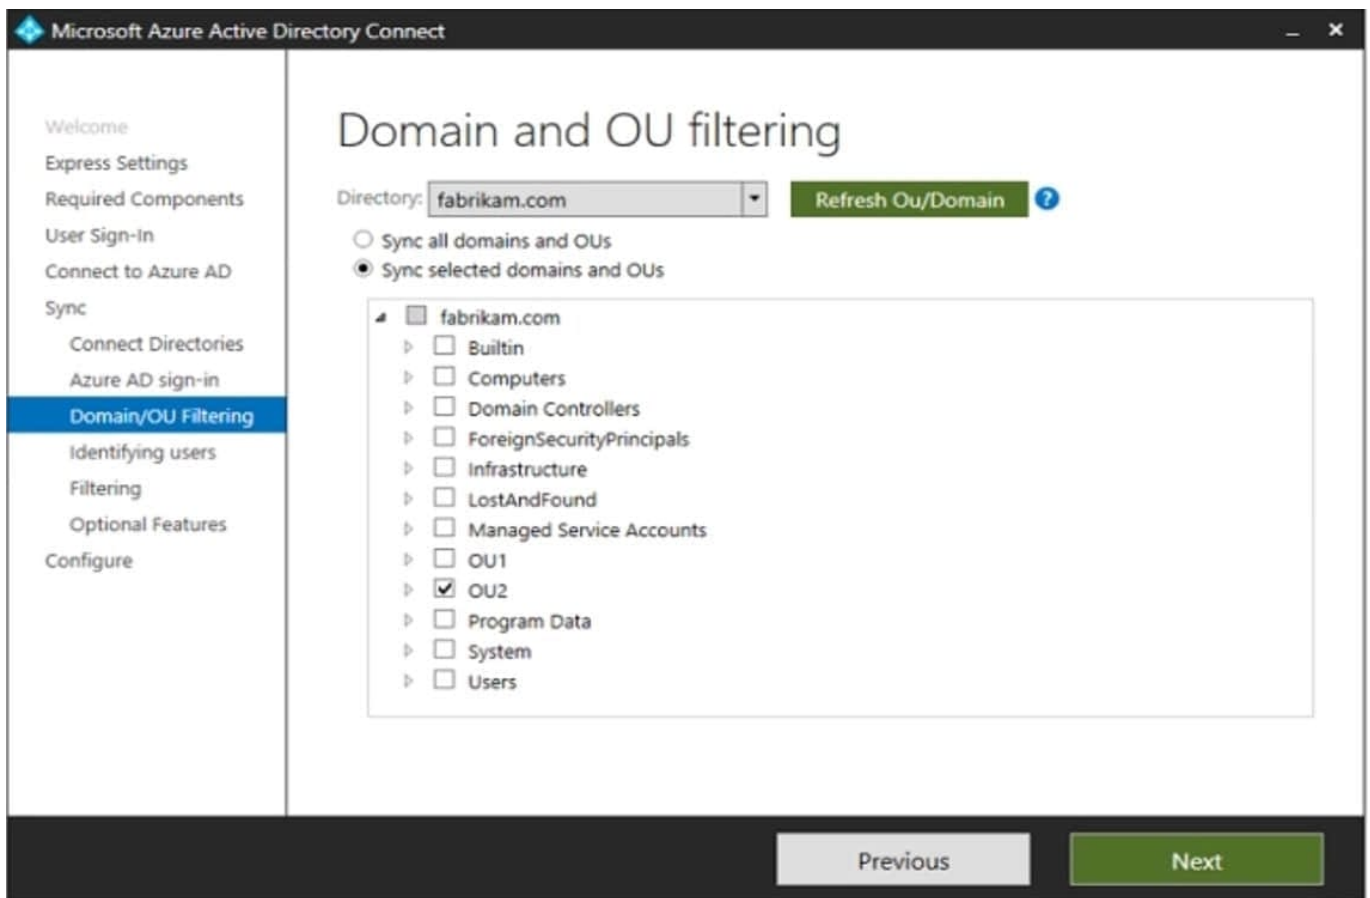 Microsoft Azure Active Directory Connect
Welcome
Express Settings
Required Components
User Sign-In
Connect to Azure AD
Sync
Connect Directories
Azure AD sign-in
Domain/OU Filtering
Identifying users
Filtering
Optional Features
Configure
Domain and OU filtering
Directory: fabrikam.com Refresh Ou/Domain ?
Sync all domains and OUs
Sync selected domains and OUs
fabrikam.com
Builtin
Computers
Domain Controllers
ForeignSecurityPrincipals
Infrastructure
LostAndFound
Managed Service Accounts
OU1
OU2
Program Data
System
Users
Previous Next